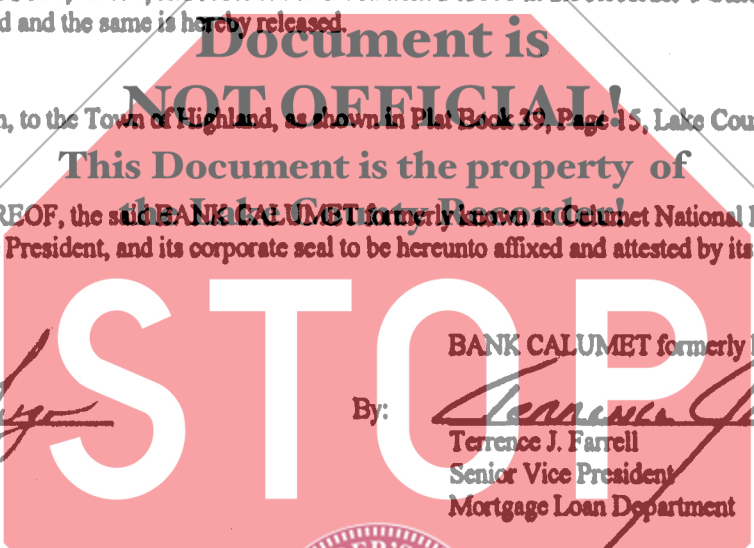 d and the same is hereby released.
Document is
NOT OFFICIAL!
n, to the Town of Highland, as shown in Plat Book 39, Page 15, Lake Cou
This Document is the property of
the Lake County Recorder!
REOF, the said BANK CALUMET formerly known as Calumet National
President, and its corporate seal to be hereunto affixed and attested by its
STOP
BANK CALUMET formerly
By:
Terrence J. Farrell
Senior Vice President
Mortgage Loan Department